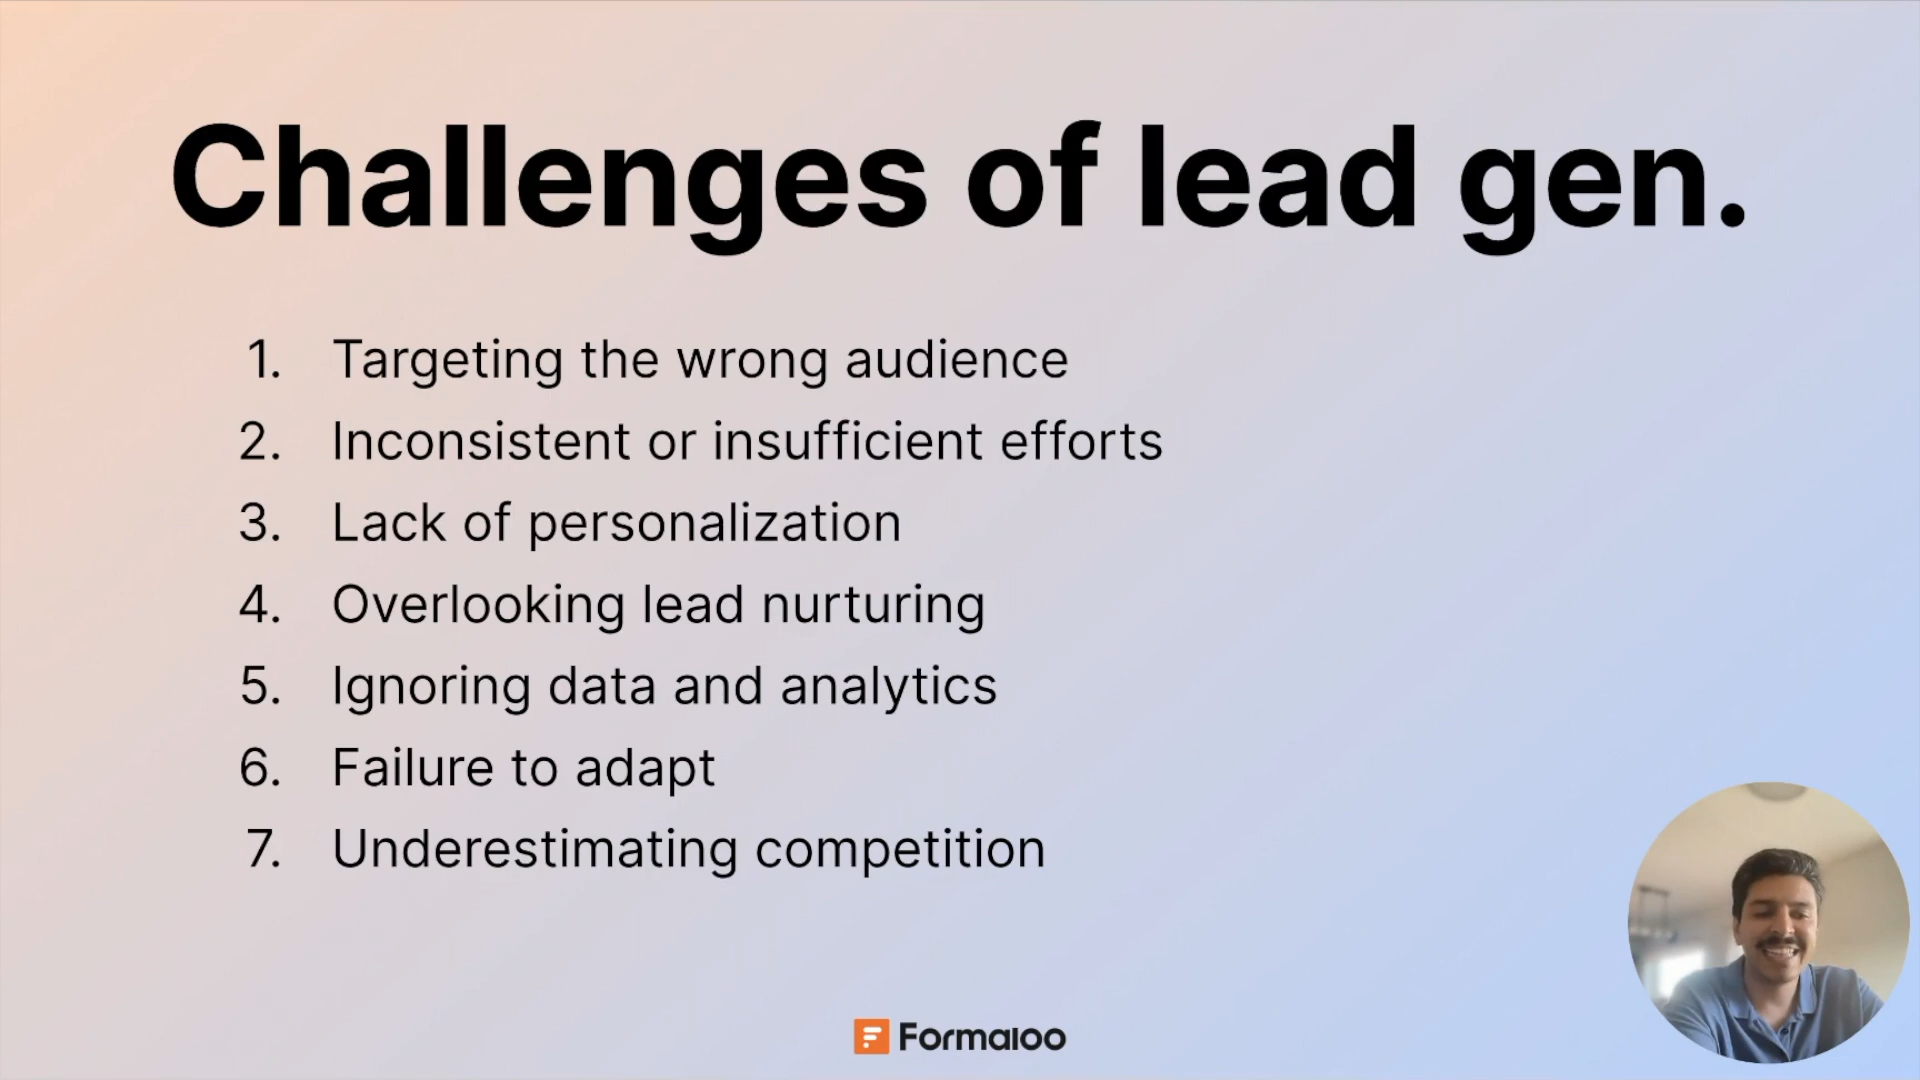 Challenges of lead gen.
1. Targeting the wrong audience
2. Inconsistent or insufficient efforts
3. Lack of personalization
4. Overlooking lead nurturing
5. Ignoring data and analytics
6. Failure to adapt
7. Underestimating competition
Formaloo